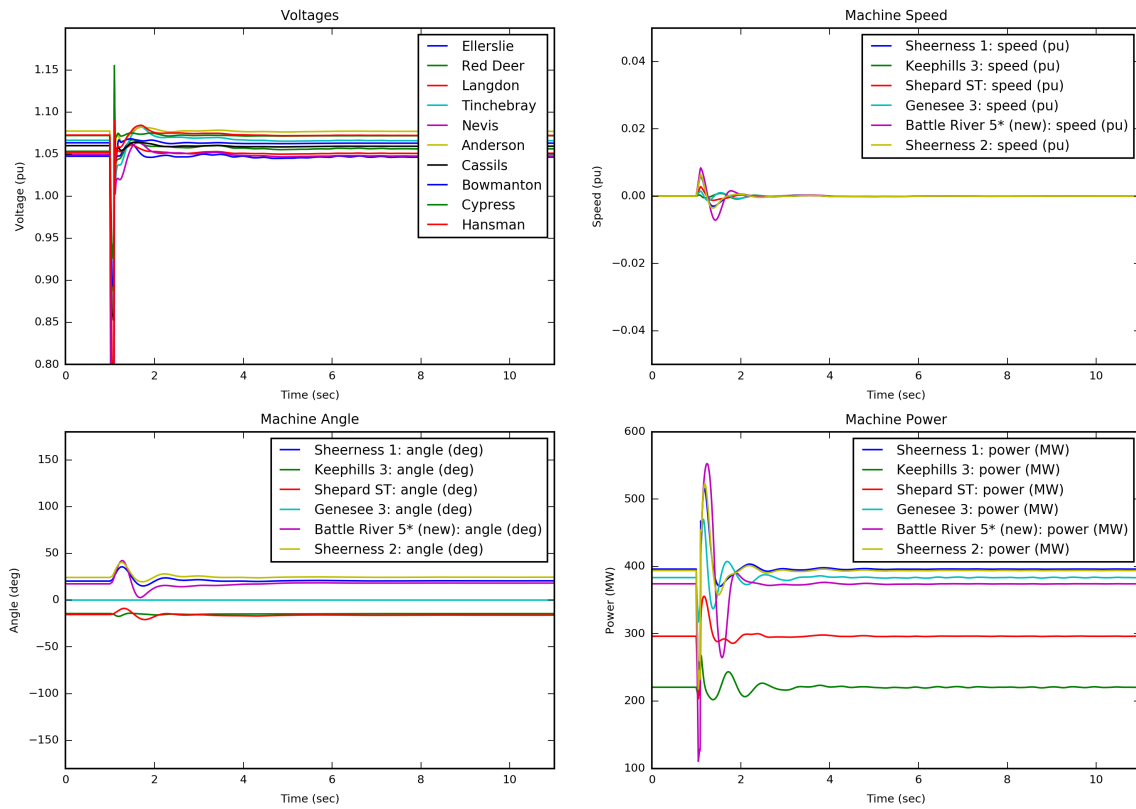 Voltages
Voltage (pu)
1.15
1.10
1.05
1.00
0.95
0.90
0.85
0.80
Ellerslie
Red Deer
Langdon
Tinchebray
Nevis
Anderson
Cassils
Bowmanton
Cypress
Hansman
0 2 4 6 8 10
Time (sec)
Machine Speed
Speed (pu)
0.04
0.02
0.00
−0.02
−0.04
Sheerness 1: speed (pu)
Keephills 3: speed (pu)
Shepard ST: speed (pu)
Genesee 3: speed (pu)
Battle River 5* (new): speed (pu)
Sheerness 2: speed (pu)
0 2 4 6 8 10
Time (sec)
Machine Angle
Angle (deg)
150
100
50
0
−50
−100
−150
Sheerness 1: angle (deg)
Keephills 3: angle (deg)
Shepard ST: angle (deg)
Genesee 3: angle (deg)
Battle River 5* (new): angle (deg)
Sheerness 2: angle (deg)
0 2 4 6 8 10
Time (sec)
Machine Power
Power (MW)
600
500
400
300
200
100
Sheerness 1: power (MW)
Keephills 3: power (MW)
Shepard ST: power (MW)
Genesee 3: power (MW)
Battle River 5* (new): power (MW)
Sheerness 2: power (MW)
0 2 4 6 8 10
Time (sec)